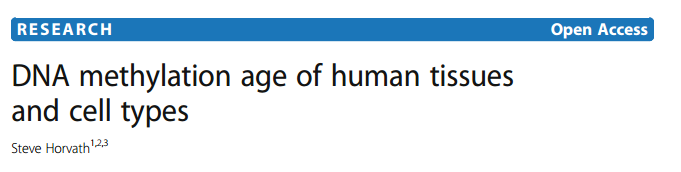 RESEARCH Open Access
DNA methylation age of human tissues
and cell types
Steve Horvath1,2,3